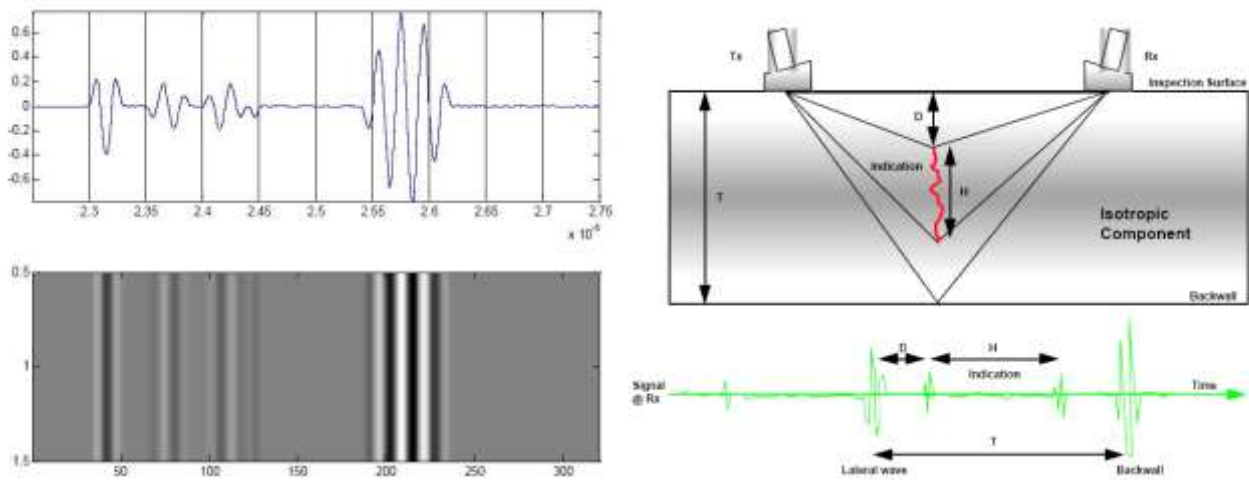 0.6
0.4
0.2
0
-0.2
-0.4
-0.6
2.3 2.35 2.4 2.45 2.5 2.55 2.6 2.65 2.7 2.75
x 10⁻⁵
0.5
1
1.5
50 100 150 200 250 300
Tx
Rx
Inspection Surface
D
Indication
H
T
Isotropic
Component
Backwall
D
H
Signal
@ Rx
Indication
Time
T
Lateral wave
Backwall